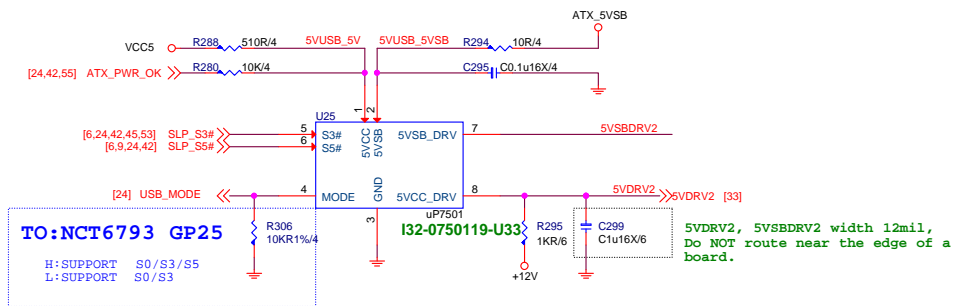 ATX_5VSB
VCC5 R288 510R/4 5VUSB_5V 5VUSB_5VSB R294 10R/4
[24,42,55] ATX_PWR_OK R280 10K/4 C295 C0.1u16X/4
1 2
U25
5VCC 5VSB
[6,24,42,45,53] SLP_S3# 5 S3# 5VSB_DRV 7 5VSBDRV2
[6,9,24,42] SLP_S5# 6 S5#
[24] USB_MODE 4 MODE GND 5VCC_DRV 8 5VDRV2 5VDRV2 [33]
3
uP7501
I32-0750119-U33
R306
10KR1%/4
R295
1KR/6
+12V
C299
C1u16X/6
TO:NCT6793 GP25
H:SUPPORT S0/S3/S5
L:SUPPORT S0/S3
5VDRV2, 5VSBDRV2 width 12mil,
Do NOT route near the edge of a
board.